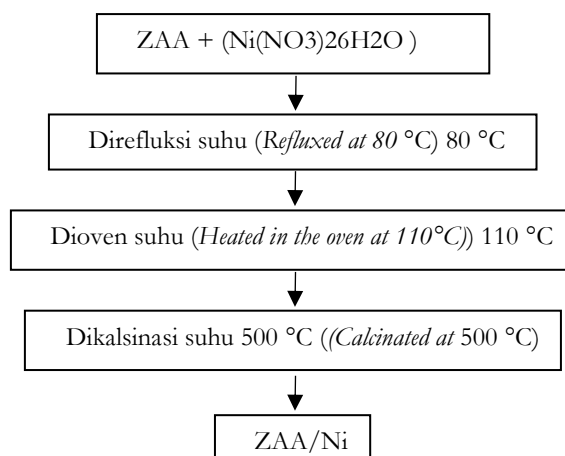 ZAA + (Ni(NO3)26H2O )
Direfluksi suhu (Refluxed at 80 °C) 80 °C
Dioven suhu (Heated in the oven at 110°C)) 110 °C
Dikalsinasi suhu 500 °C ((Calcinated at 500 °C)
ZAA/Ni